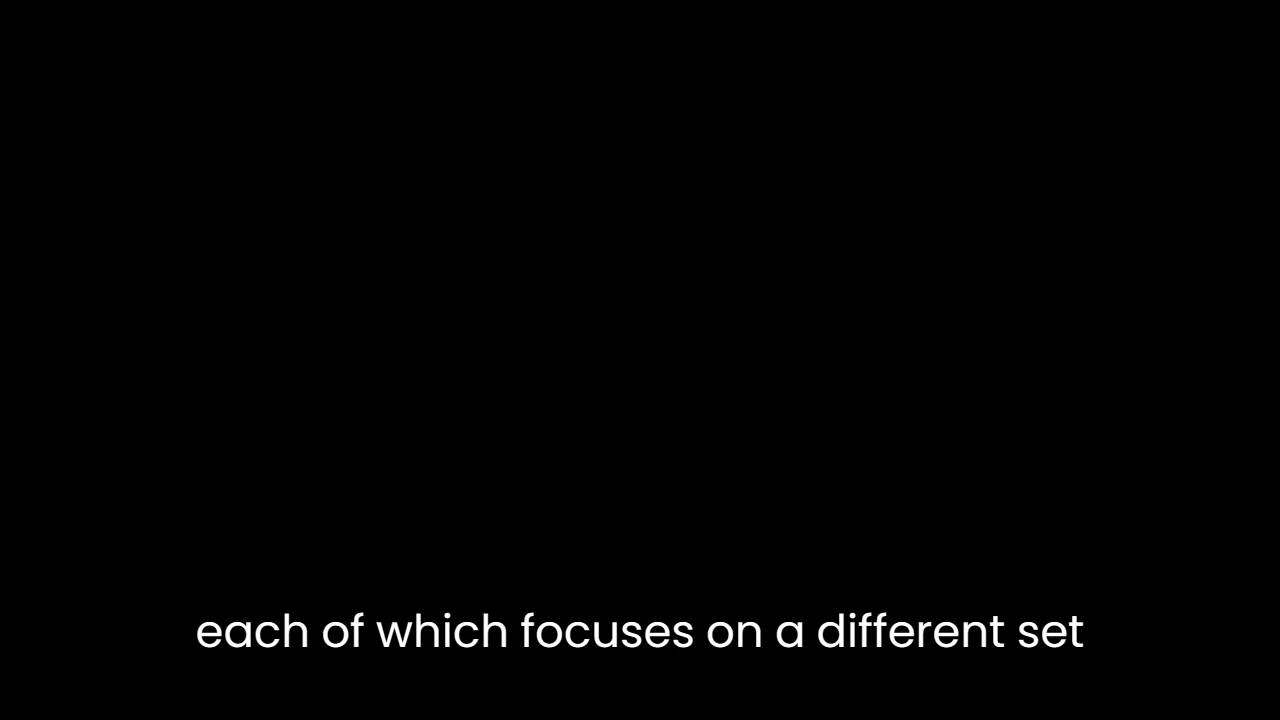 each of which focuses on a different set